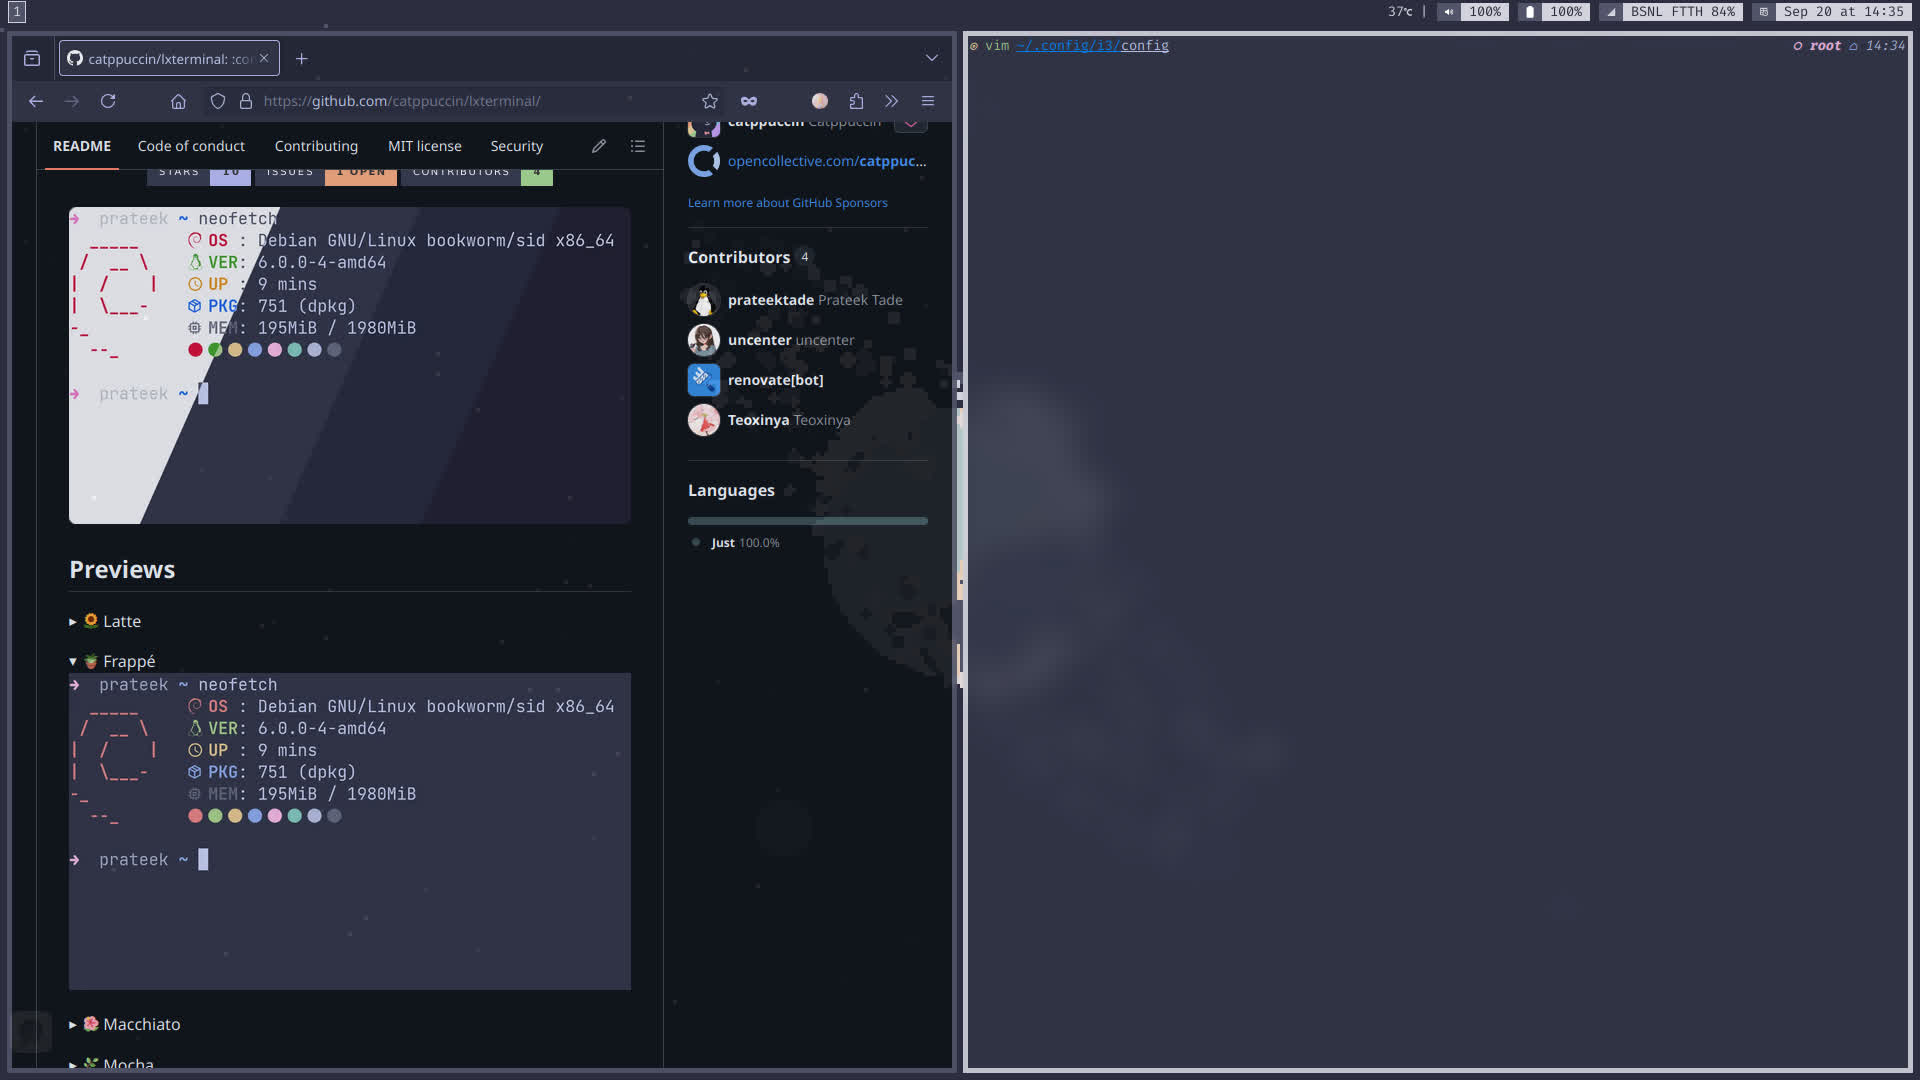 1
37℃ |
100%
100%
BSNL FTTH 84%
Sep 20 at 14:35
catppuccin/lxterminal: :co
https://github.com/catppuccin/lxterminal/
README
Code of conduct
Contributing
MIT license
Security
STARS 10
ISSUES 1 OPEN
CONTRIBUTORS 4
➜ prateek ~ neofetch
OS : Debian GNU/Linux bookworm/sid x86_64
VER: 6.0.0-4-amd64
UP : 9 mins
PKG: 751 (dpkg)
MEM: 195MiB / 1980MiB
➜ prateek ~
Previews
▸ 🌻 Latte
▾ 🪴 Frappé
➜ prateek ~ neofetch
OS : Debian GNU/Linux bookworm/sid x86_64
VER: 6.0.0-4-amd64
UP : 9 mins
PKG: 751 (dpkg)
MEM: 195MiB / 1980MiB
➜ prateek ~
▸ 🌺 Macchiato
▸ 🌿 Mocha
catppuccin Catppuccin
opencollective.com/catppuc...
Learn more about GitHub Sponsors
Contributors 4
prateektade Prateek Tade
uncenter uncenter
renovate[bot]
Teoxinya Teoxinya
Languages
Just 100.0%
vim ~/.config/i3/config
root
14:34